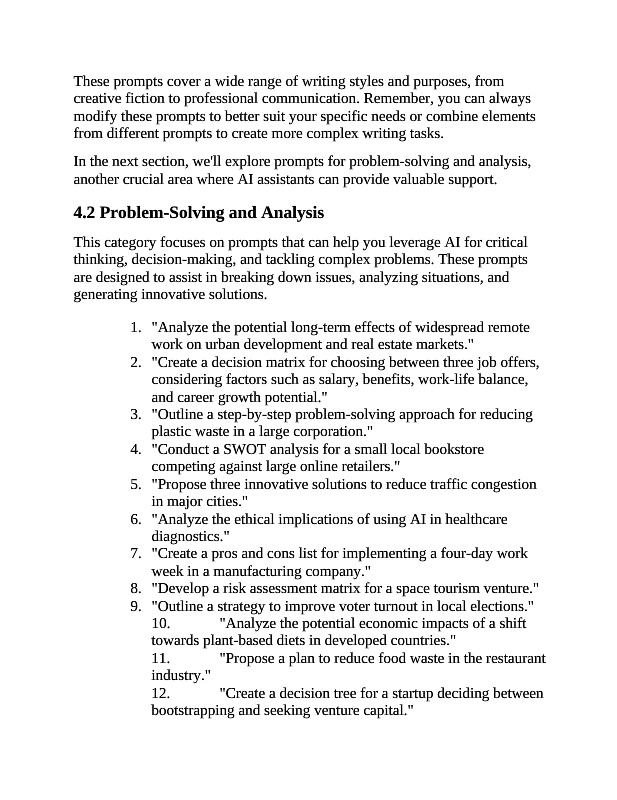 These prompts cover a wide range of writing styles and purposes, from
creative fiction to professional communication. Remember, you can always
modify these prompts to better suit your specific needs or combine elements
from different prompts to create more complex writing tasks.
In the next section, we'll explore prompts for problem-solving and analysis,
another crucial area where AI assistants can provide valuable support.
4.2 Problem-Solving and Analysis
This category focuses on prompts that can help you leverage AI for critical
thinking, decision-making, and tackling complex problems. These prompts
are designed to assist in breaking down issues, analyzing situations, and
generating innovative solutions.
1. "Analyze the potential long-term effects of widespread remote
work on urban development and real estate markets."
2. "Create a decision matrix for choosing between three job offers,
considering factors such as salary, benefits, work-life balance,
and career growth potential."
3. "Outline a step-by-step problem-solving approach for reducing
plastic waste in a large corporation."
4. "Conduct a SWOT analysis for a small local bookstore
competing against large online retailers."
5. "Propose three innovative solutions to reduce traffic congestion
in major cities."
6. "Analyze the ethical implications of using AI in healthcare
diagnostics."
7. "Create a pros and cons list for implementing a four-day work
week in a manufacturing company."
8. "Develop a risk assessment matrix for a space tourism venture."
9. "Outline a strategy to improve voter turnout in local elections."
10. "Analyze the potential economic impacts of a shift
towards plant-based diets in developed countries."
11. "Propose a plan to reduce food waste in the restaurant
industry."
12. "Create a decision tree for a startup deciding between
bootstrapping and seeking venture capital."